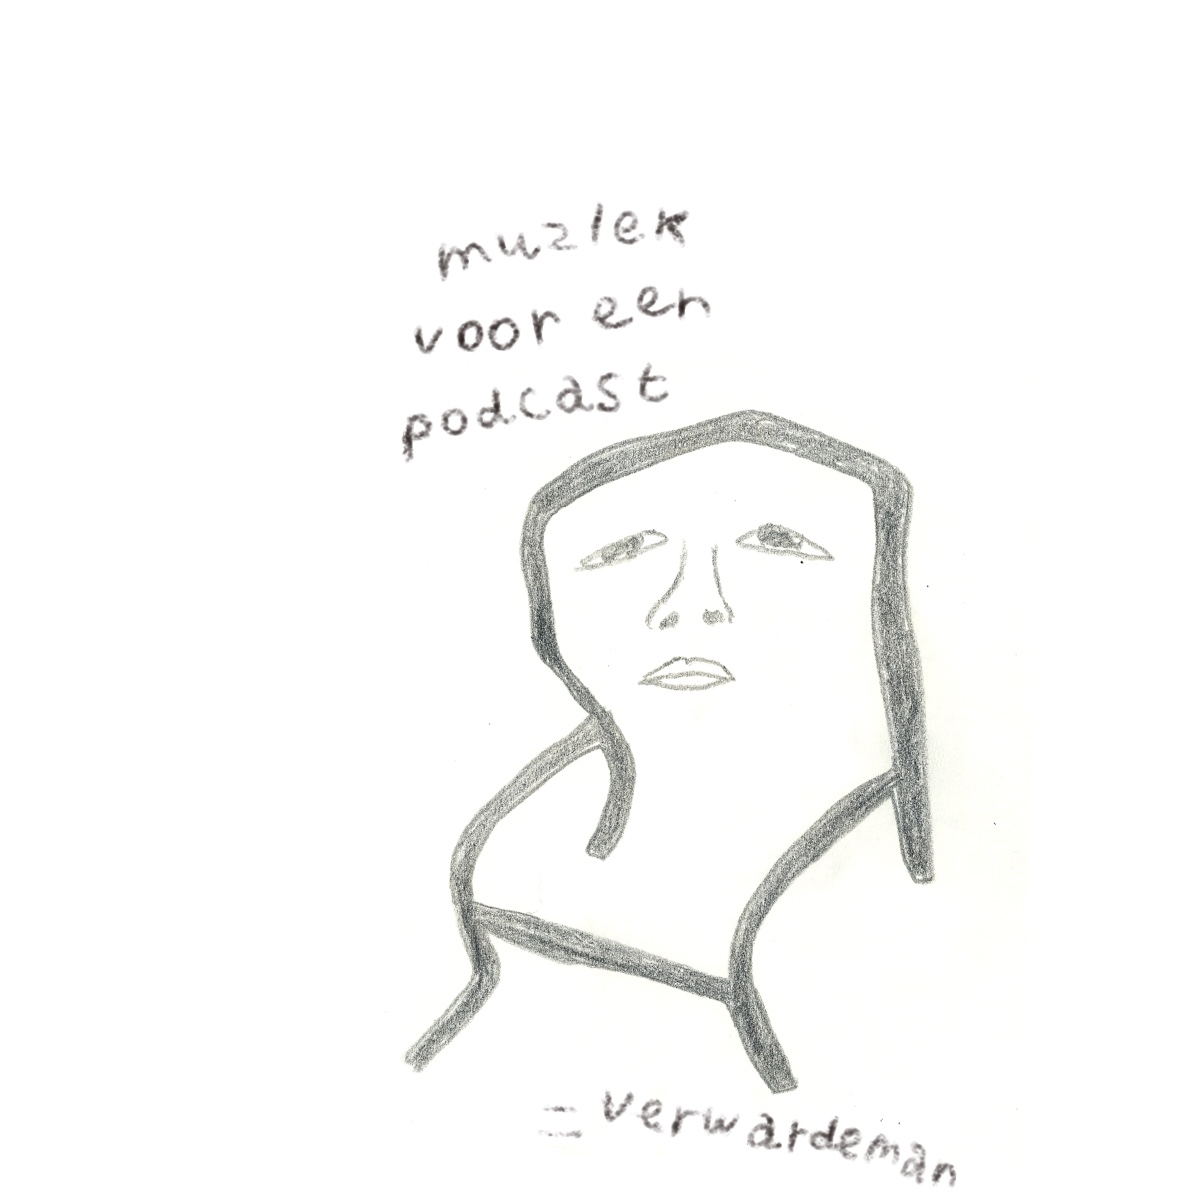 muziek
voor een
podcast
= verwardeman